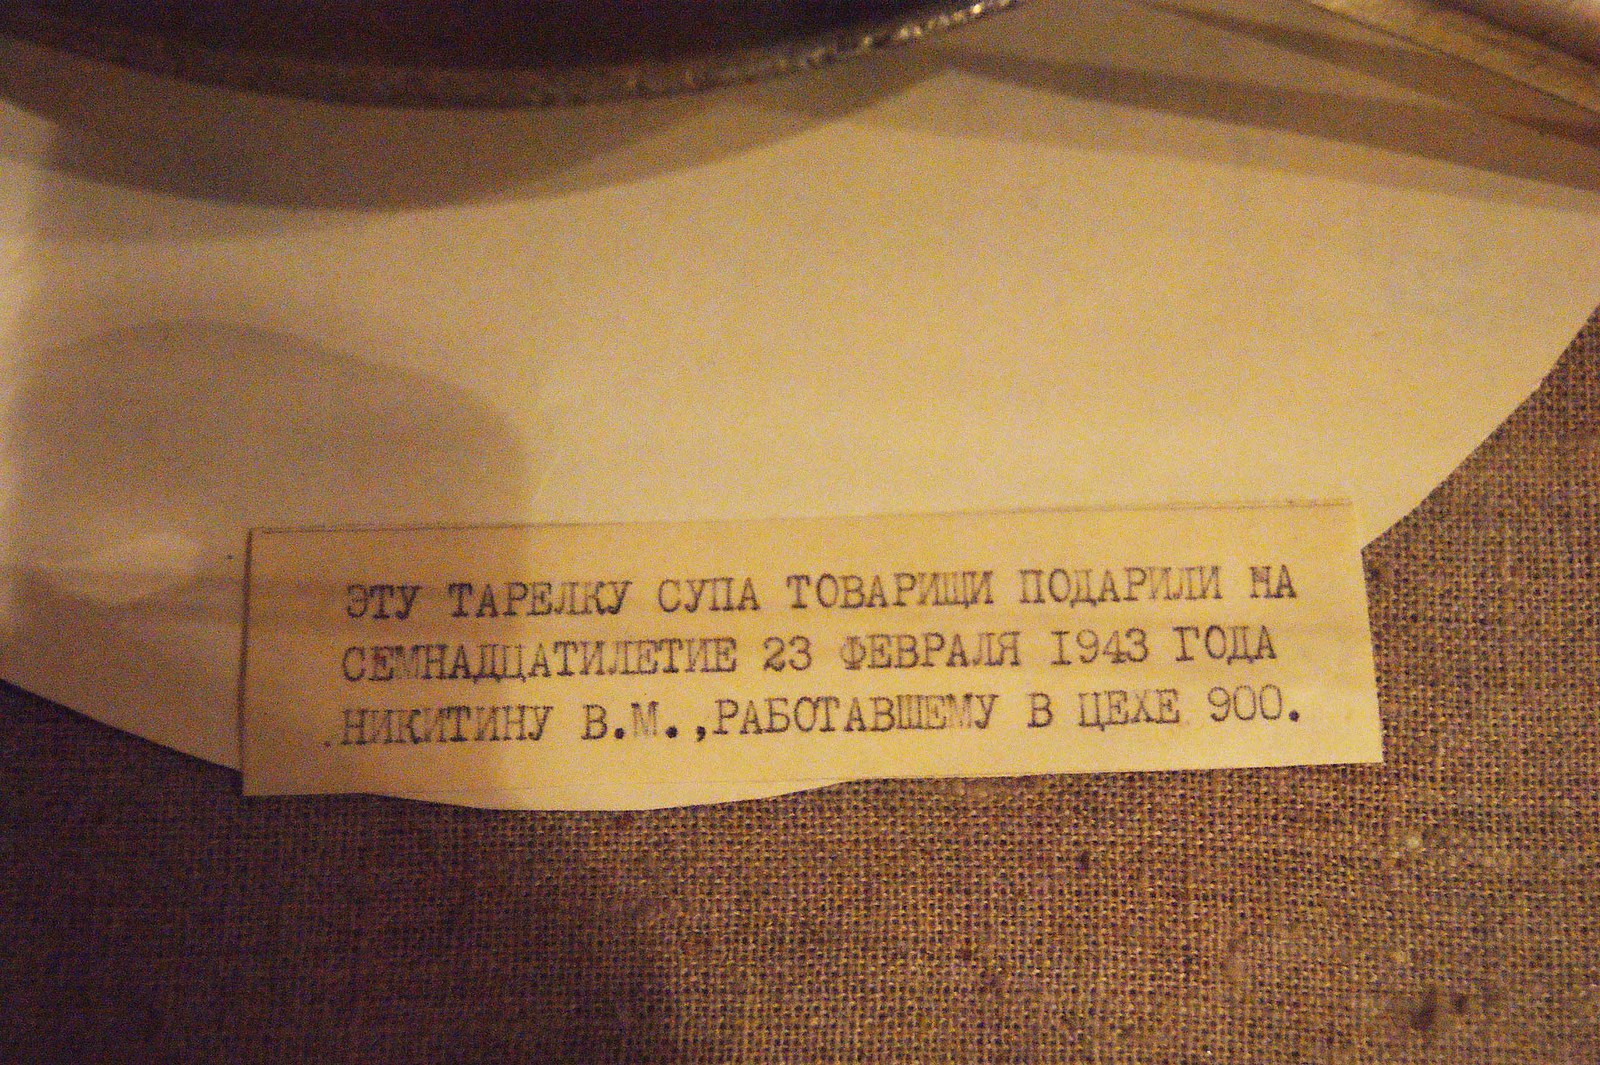 ЭТУ ТАРЕЛКУ СУПА ТОВАРИЩИ ПОДАРИЛИ НА
СЕМНАДЦАТИЛЕТИЕ 23 ФЕВРАЛЯ 1943 ГОДА
НИКИТИНУ В.М.,РАБОТАВШЕМУ В ЦЕХЕ 900.